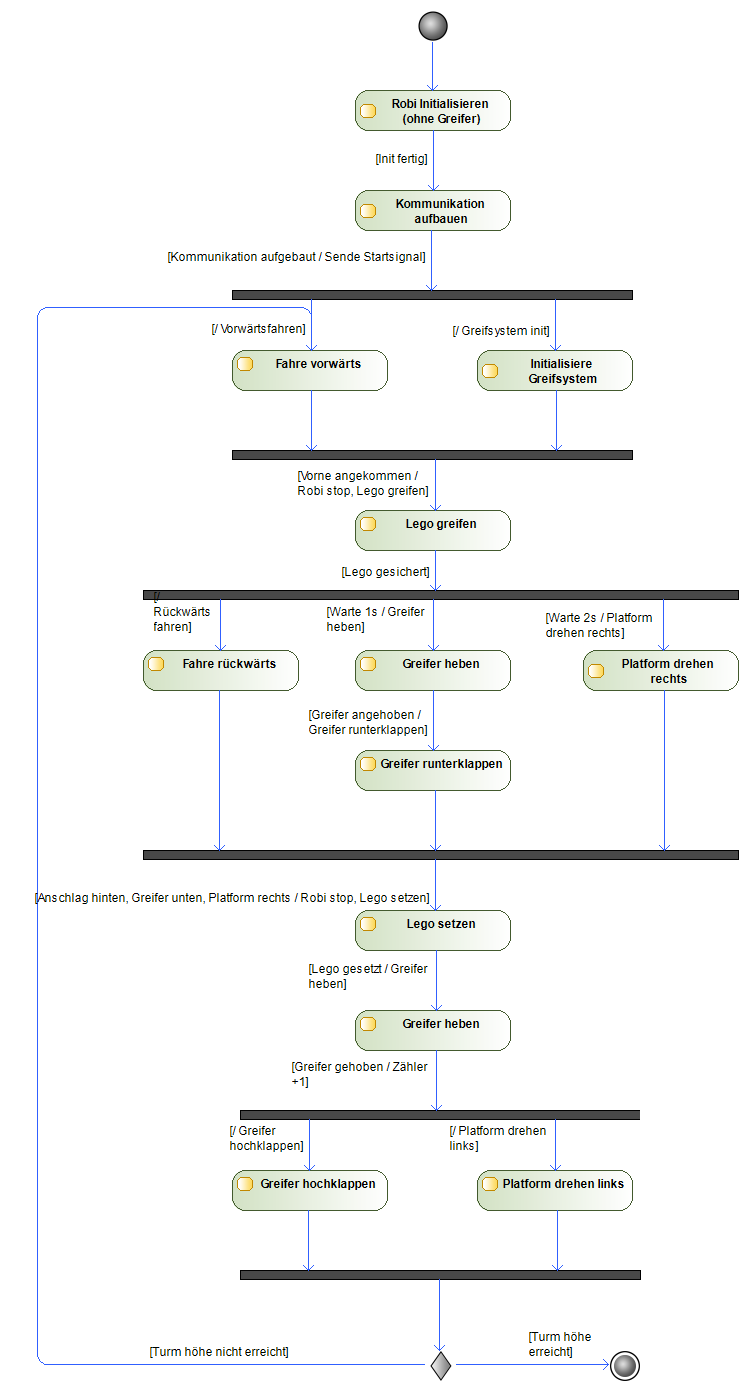 Robi Initialisieren
(ohne Greifer)
[Init fertig]
Kommunikation
aufbauen
[Kommunikation aufgebaut / Sende Startsignal]
[/ Vorwärtsfahren]
[/ Greifsystem init]
Fahre vorwärts
Initialisiere
Greifsystem
[Vorne angekommen /
Robi stop, Lego greifen]
Lego greifen
[Lego gesichert]
[/
Rückwärts
fahren]
[Warte 1s / Greifer
heben]
[Warte 2s / Platform
drehen rechts]
Fahre rückwärts
Greifer heben
Platform drehen
rechts
[Greifer angehoben /
Greifer runterklappen]
Greifer runterklappen
[Anschlag hinten, Greifer unten, Platform rechts / Robi stop, Lego setzen]
Lego setzen
[Lego gesetzt / Greifer
heben]
Greifer heben
[Greifer gehoben / Zähler
+1]
[/ Greifer
hochklappen]
[/ Platform drehen
links]
Greifer hochklappen
Platform drehen links
[Turm höhe nicht erreicht]
[Turm höhe
erreicht]